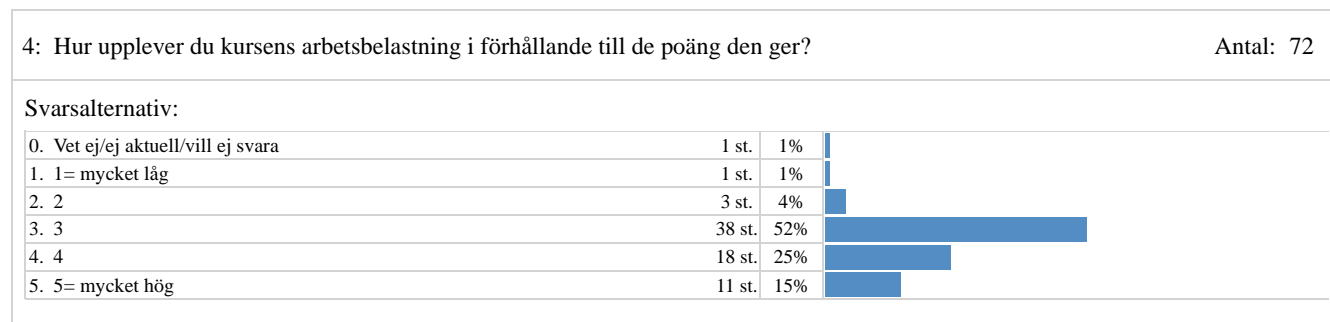 4: Hur upplever du kursens arbetsbelastning i förhållande till de poäng den ger? Antal: 72
Svarsalternativ:
0. Vet ej/ej aktuell/vill ej svara 1 st. 1%
1. 1= mycket låg 1 st. 1%
2. 2 3 st. 4%
3. 3 38 st. 52%
4. 4 18 st. 25%
5. 5= mycket hög 11 st. 15%